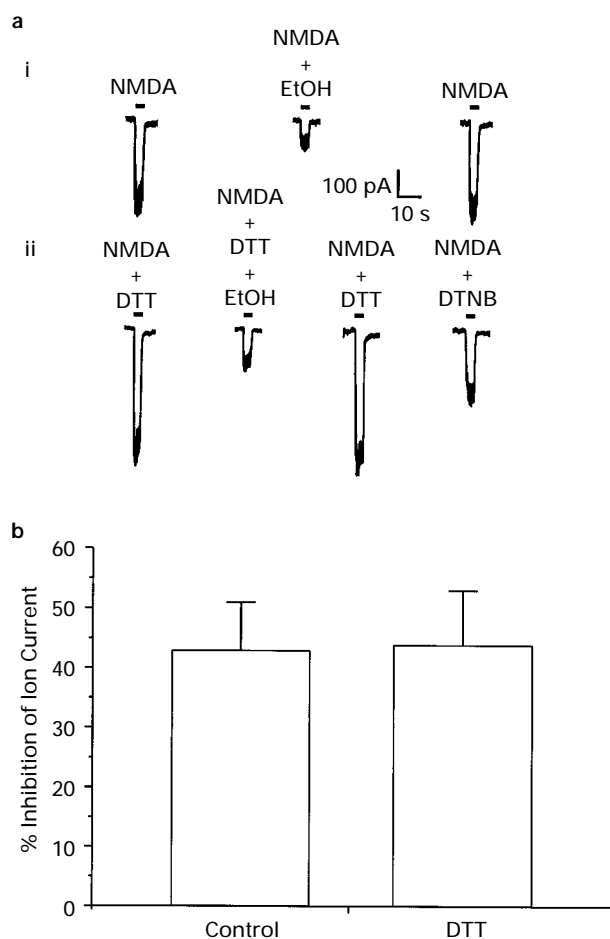 a
i
NMDA
NMDA
+
EtOH
NMDA
100 pA
10 s
ii
NMDA
+
DTT
NMDA
+
DTT
+
EtOH
NMDA
+
DTT
NMDA
+
DTNB
b
% Inhibition of Ion Current
60
50
40
30
20
10
0
Control
DTT